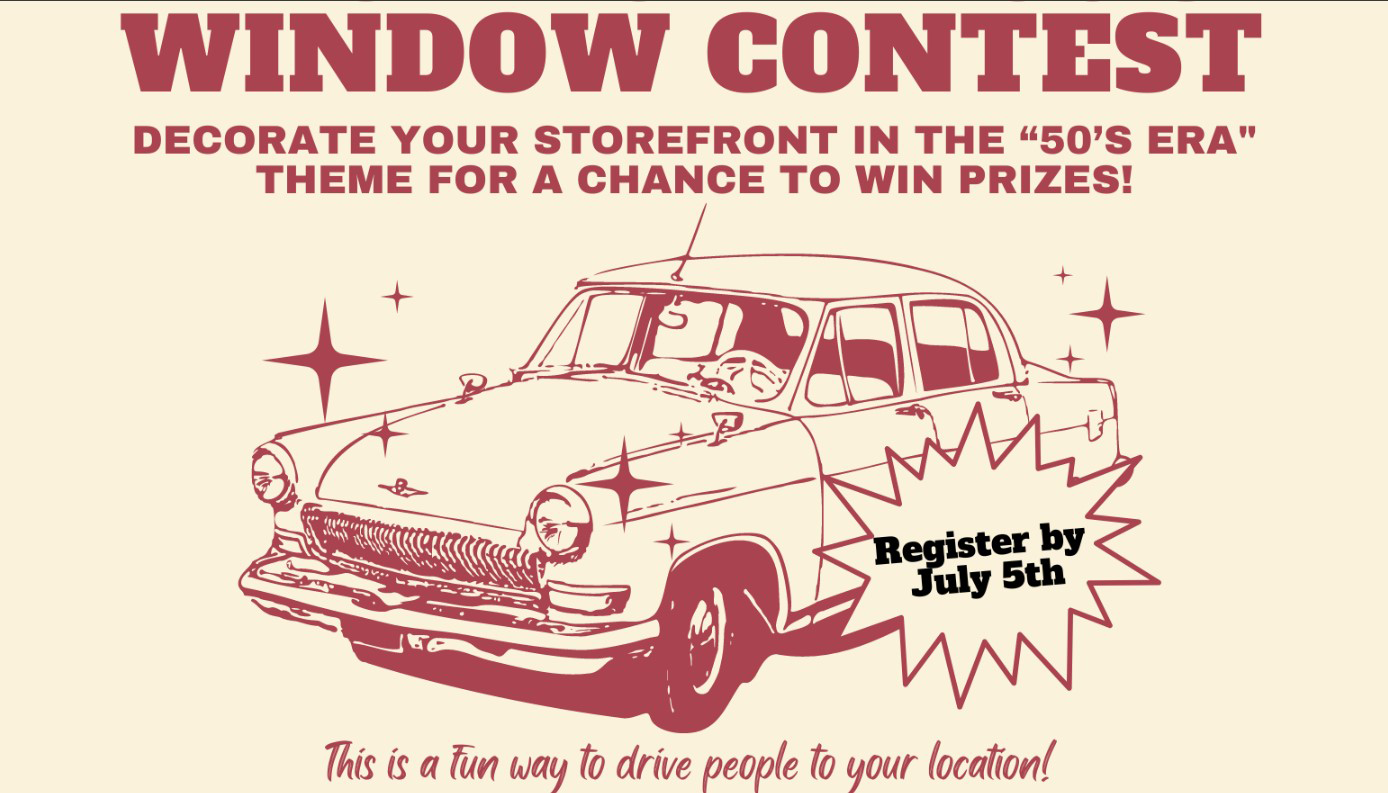 WINDOW CONTEST
DECORATE YOUR STOREFRONT IN THE “50’S ERA"
THEME FOR A CHANCE TO WIN PRIZES!
Register by
July 5th
This is a fun way to drive people to your location!